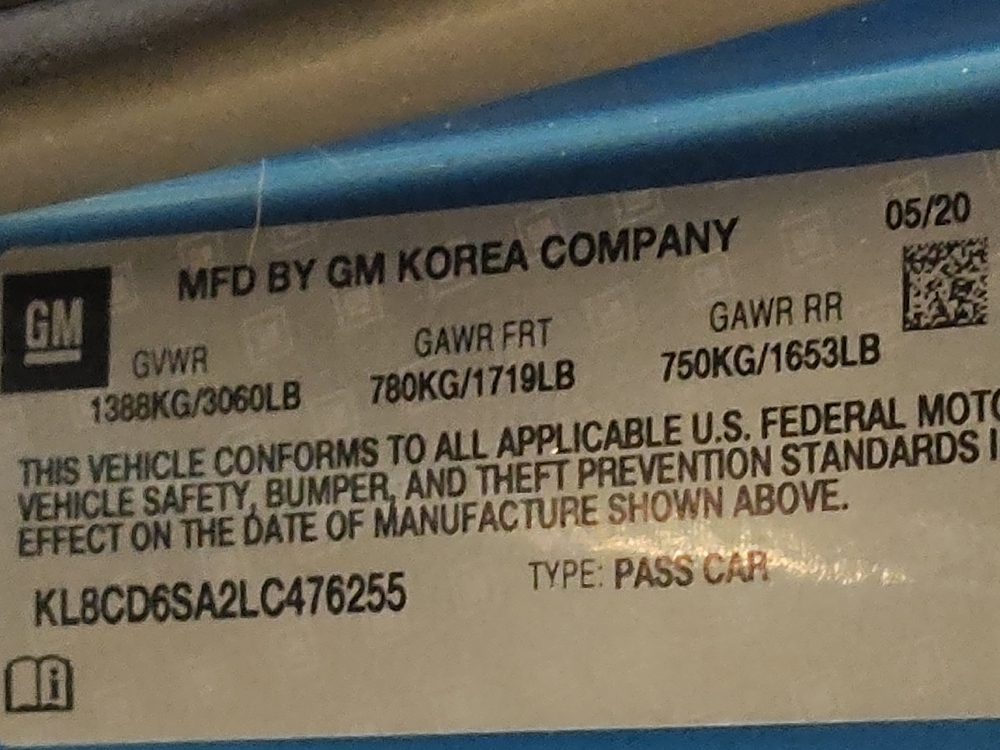 05/20
MFD BY GM KOREA COMPANY
GM
GVWR GAWR FRT GAWR RR
1388KG/3060LB 780KG/1719LB 750KG/1653LB
THIS VEHICLE CONFORMS TO ALL APPLICABLE U.S. FEDERAL MOTO
VEHICLE SAFETY, BUMPER, AND THEFT PREVENTION STANDARDS I
EFFECT ON THE DATE OF MANUFACTURE SHOWN ABOVE.
KL8CD6SA2LC476255 TYPE: PASS CAR
i